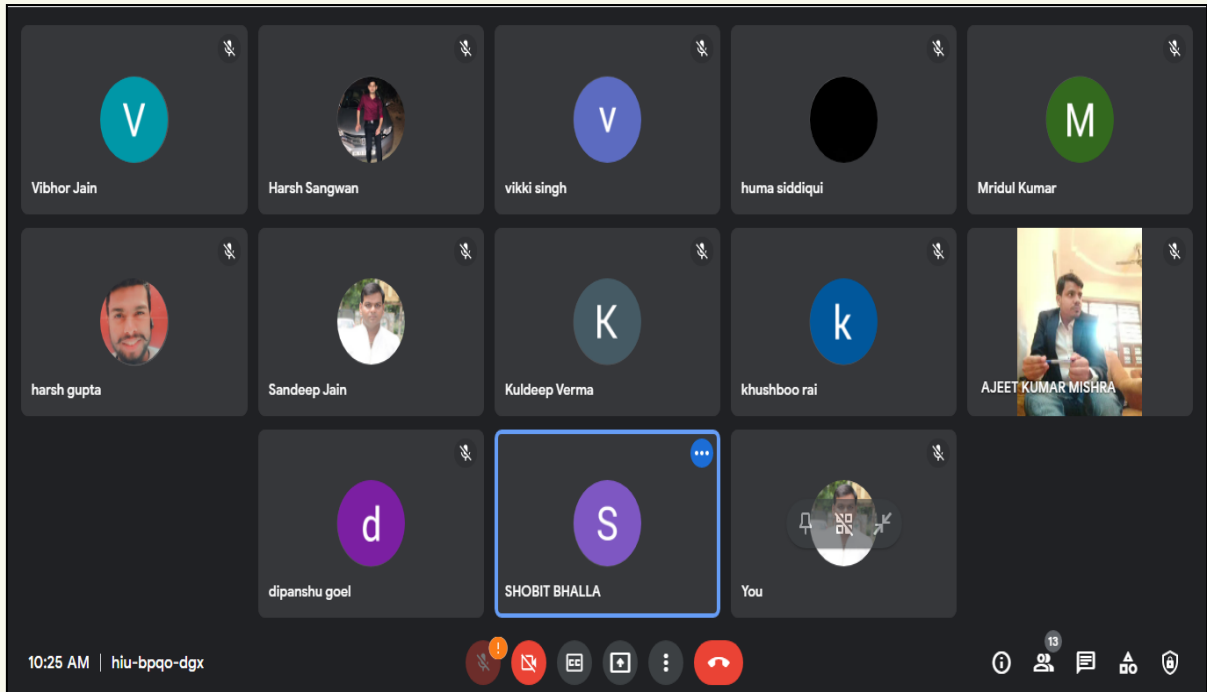 V
Vibhor Jain
Harsh Sangwan
v
vikki singh
huma siddiqui
M
Mridul Kumar
harsh gupta
Sandeep Jain
K
Kuldeep Verma
k
khushboo rai
AJEET KUMAR MISHRA
d
dipanshu goel
S
SHOBIT BHALLA
You
10:25 AM | hiu-bpqo-dgx
!
CC
13